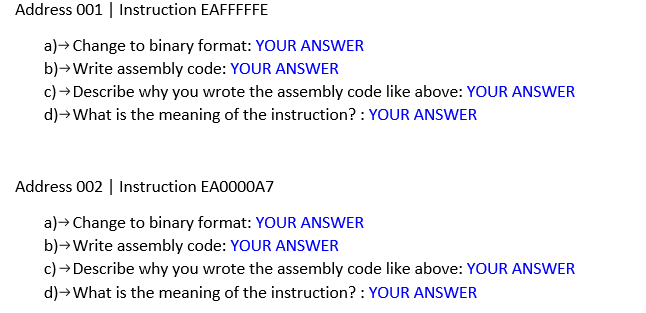 Address 001 | Instruction EAFFFFFE
a)→Change to binary format: YOUR ANSWER
b)→Write assembly code: YOUR ANSWER
c)→Describe why you wrote the assembly code like above: YOUR ANSWER
d)→What is the meaning of the instruction? : YOUR ANSWER
Address 002 | Instruction EA0000A7
a)→Change to binary format: YOUR ANSWER
b)→Write assembly code: YOUR ANSWER
c)→Describe why you wrote the assembly code like above: YOUR ANSWER
d)→What is the meaning of the instruction? : YOUR ANSWER